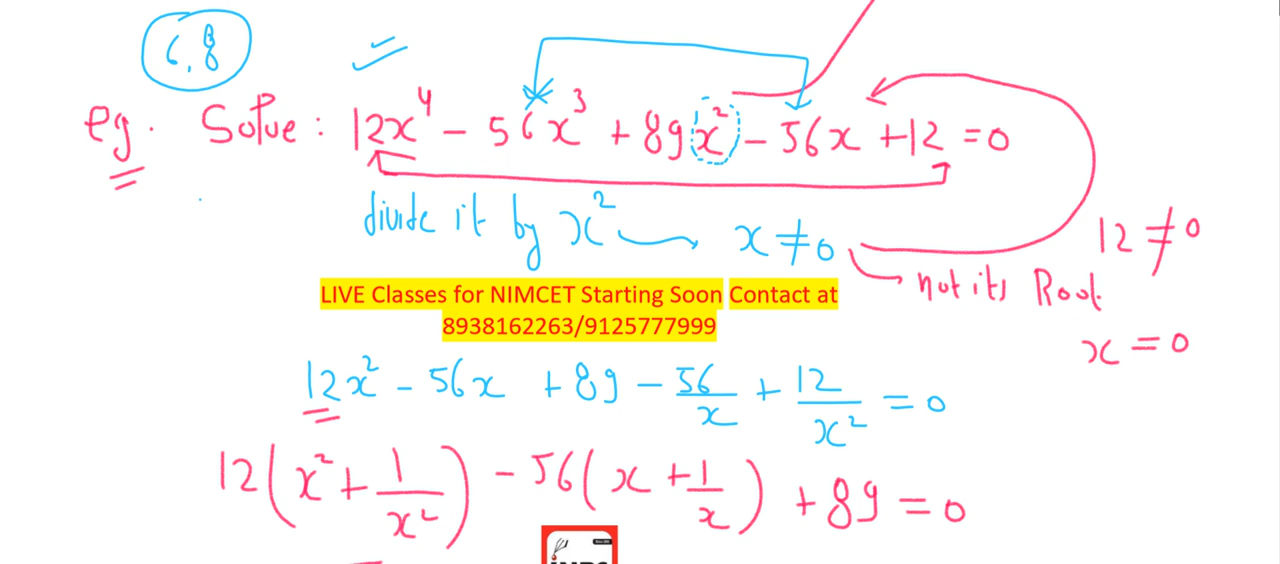 6, 8
eg. Solve : 12x⁴ - 56x³ + 89x² - 56x + 12 = 0
divide it by x² → x ≠ 0
12 ≠ 0
not its Root
x = 0
LIVE Classes for NIMCET Starting Soon Contact at
8938162263/9125777999
12x² - 56x + 89 - 56/x + 12/x² = 0
12(x² + 1/x²) - 56(x + 1/x) + 89 = 0